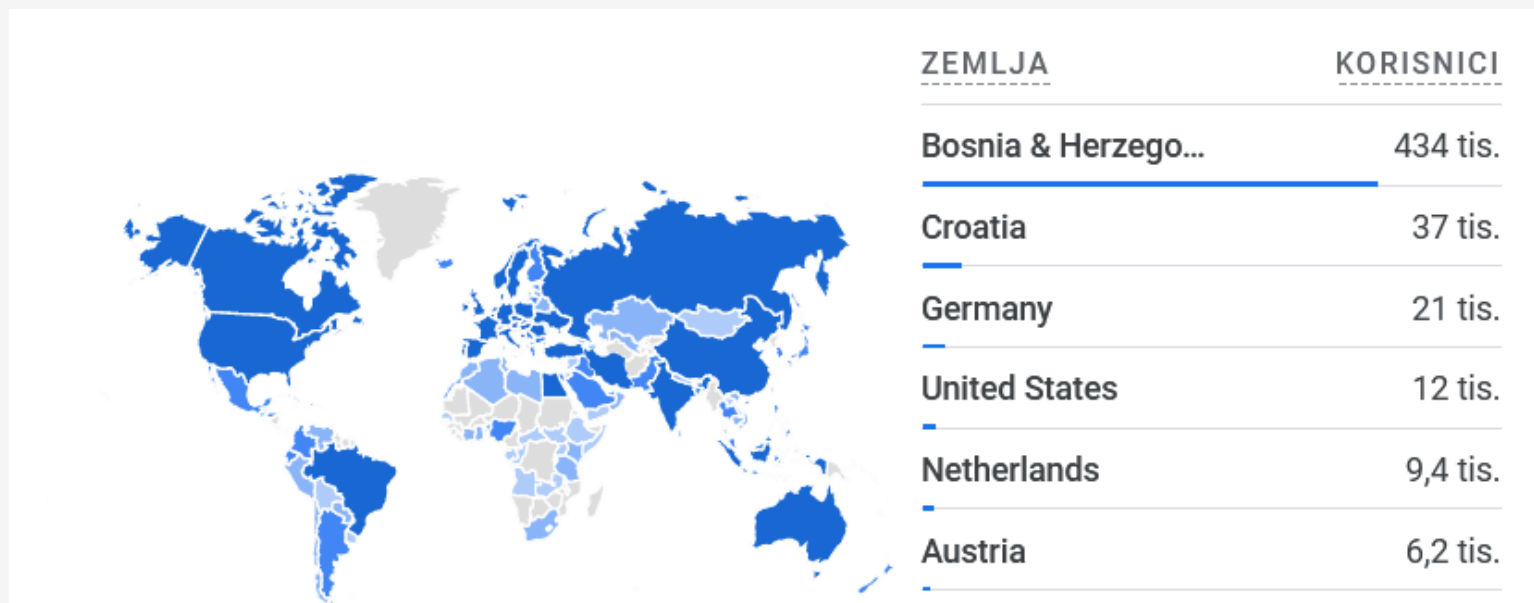 ZEMLJA KORISNICI
Bosnia & Herzego... 434 tis.
Croatia 37 tis.
Germany 21 tis.
United States 12 tis.
Netherlands 9,4 tis.
Austria 6,2 tis.